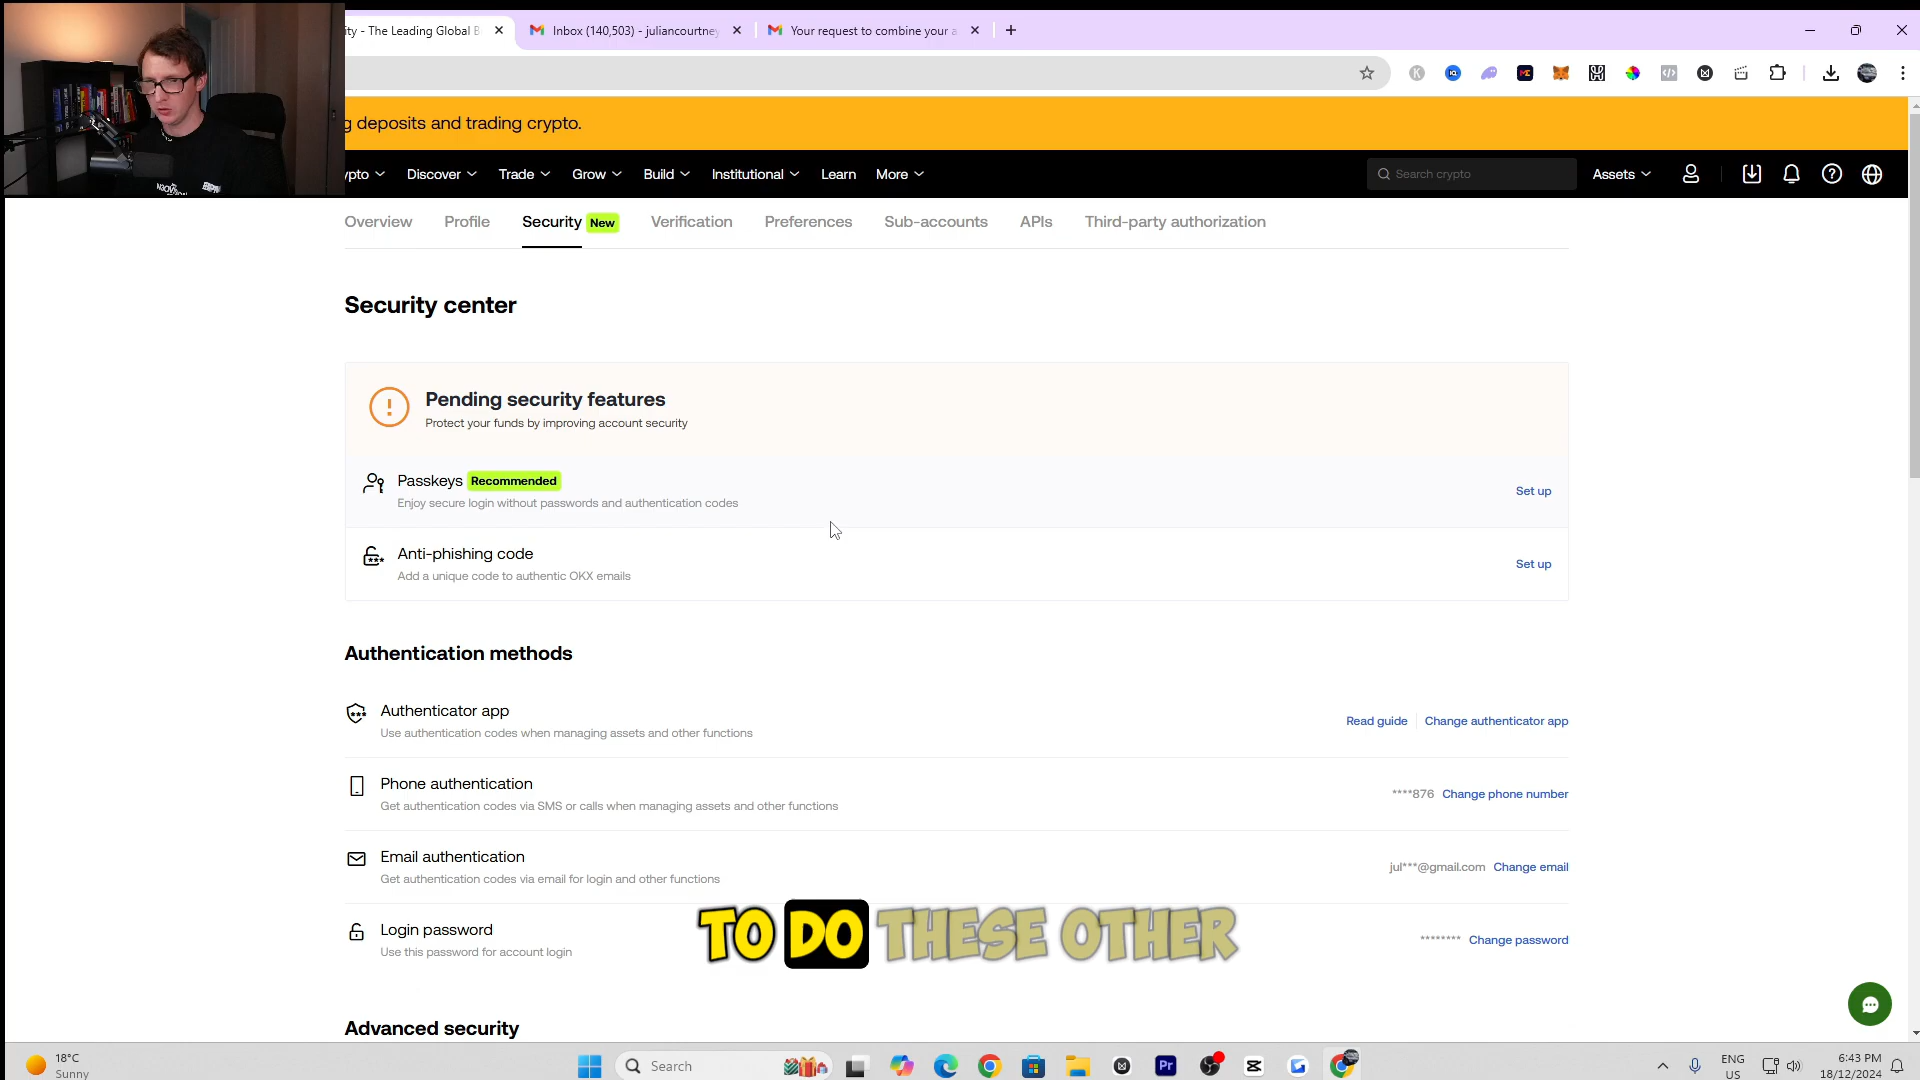 ity - The Leading Global B
Inbox (140,503) - juliancourtney
Your request to combine your a
g deposits and trading crypto.
ypto
Discover
Trade
Grow
Build
Institutional
Learn
More
Search crypto
Assets
Overview
Profile
Security New
Verification
Preferences
Sub-accounts
APIs
Third-party authorization
Security center
Pending security features
Protect your funds by improving account security
Passkeys Recommended
Enjoy secure login without passwords and authentication codes
Set up
Anti-phishing code
Add a unique code to authentic OKX emails
Set up
Authentication methods
Authenticator app
Use authentication codes when managing assets and other functions
Read guide
Change authenticator app
Phone authentication
Get authentication codes via SMS or calls when managing assets and other functions
****876 Change phone number
Email authentication
Get authentication codes via email for login and other functions
jul***@gmail.com Change email
TO DO THESE OTHER
Login password
Use this password for account login
******** Change password
Advanced security
18°C
Sunny
Search
Pr
ENG
US
6:43 PM
18/12/2024